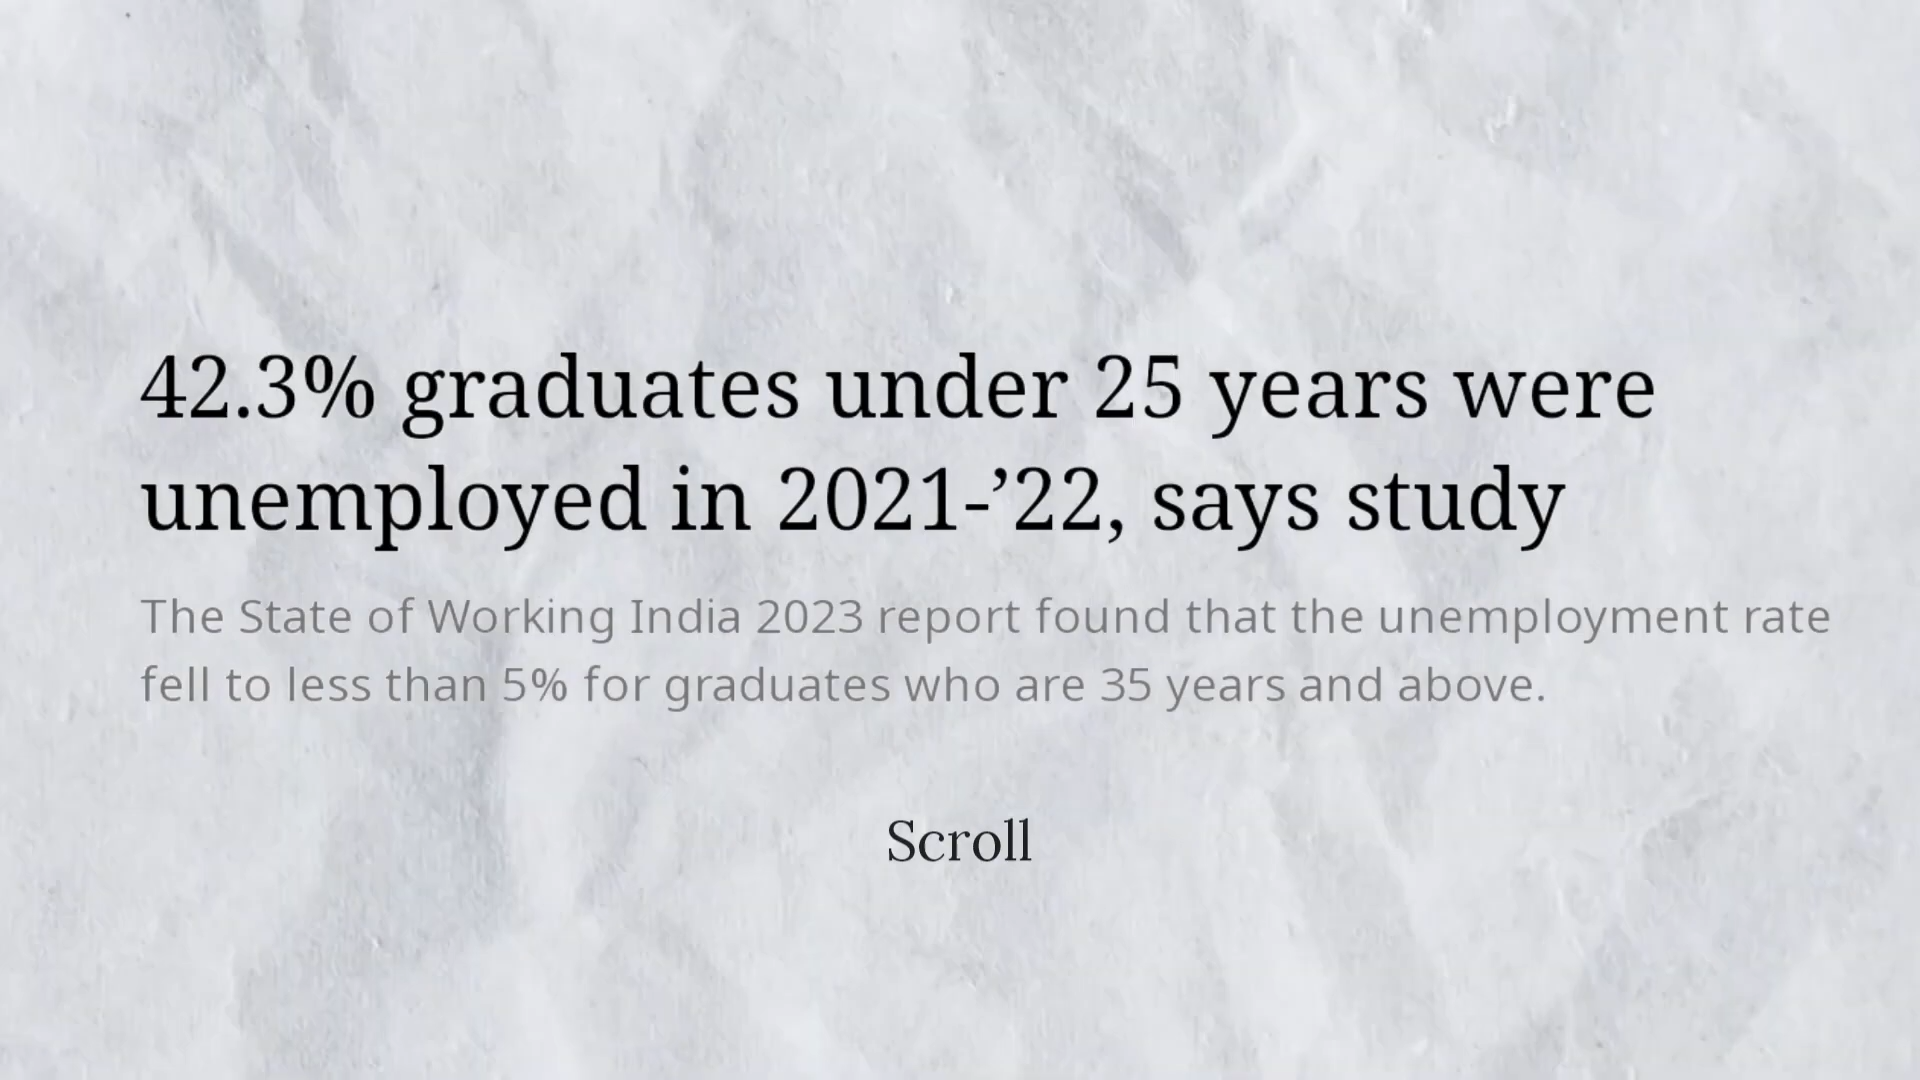 42.3% graduates under 25 years were
unemployed in 2021-’22, says study
The State of Working India 2023 report found that the unemployment rate
fell to less than 5% for graduates who are 35 years and above.
Scroll